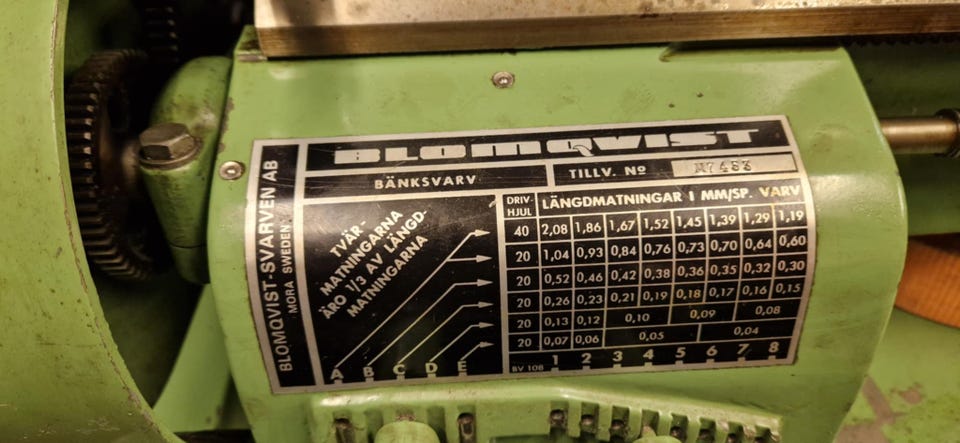 BLOMQVIST-SVARVEN AB
MORA SWEDEN
BLOMQVIST
BÄNKSVARV
TILLV. Nº M7483
TVÄR-
MATNINGARNA
ÄRO 1/3 AV LÄNGD-
MATNINGARNA
DRIV-
HJUL
LÄNGDMATNINGAR I MM/SP. VARV
40 2,08 1,86 1,67 1,52 1,45 1,39 1,29 1,19
20 1,04 0,93 0,84 0,76 0,73 0,70 0,64 0,60
20 0,52 0,46 0,42 0,38 0,36 0,35 0,32 0,30
20 0,26 0,23 0,21 0,19 0,18 0,17 0,16 0,15
20 0,13 0,12 0,10 0,09 0,08
20 0,07 0,06 0,05 0,04
A B C D E
BV 108 1 2 3 4 5 6 7 8